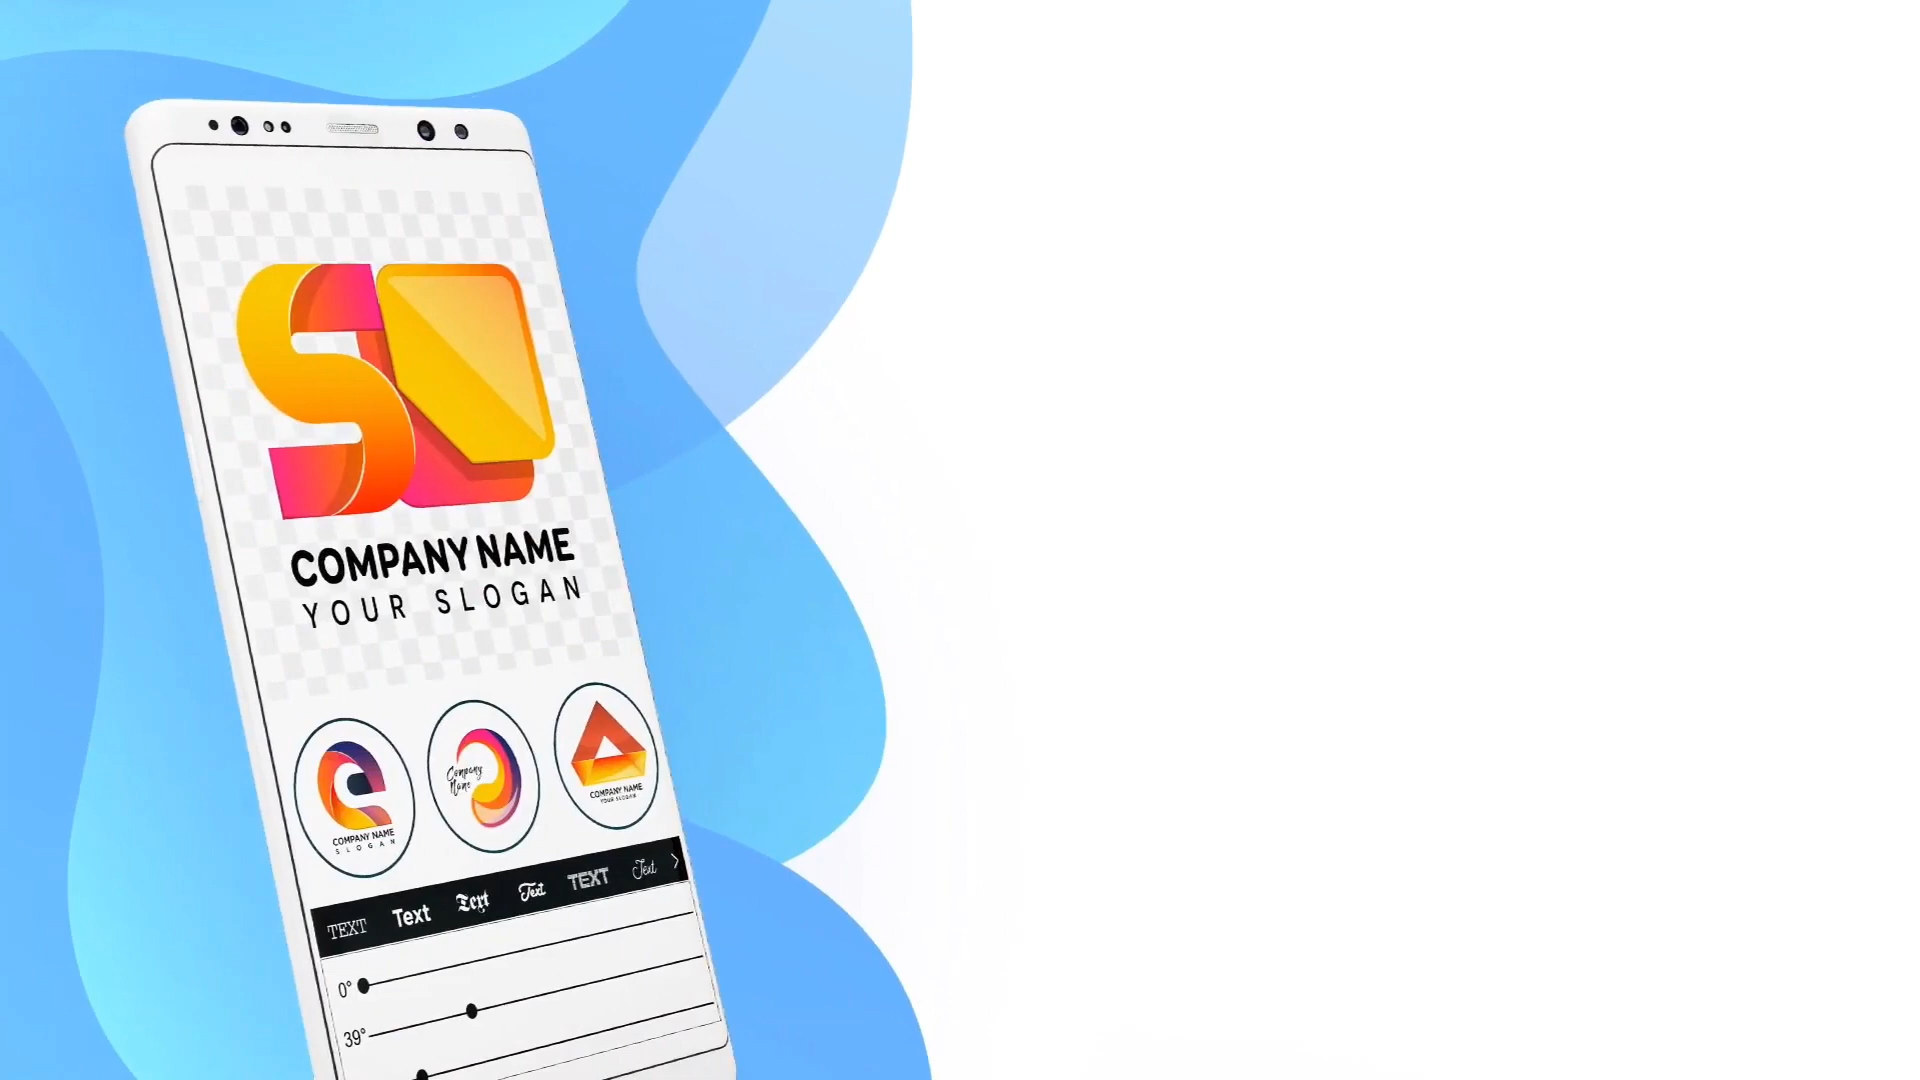 COMPANY NAME
YOUR SLOGAN
COMPANY NAME
SLOGAN
Company
Name
COMPANY NAME
YOUR SLOGAN
TEXT Text Text Text TEXT Text >
0°
39°